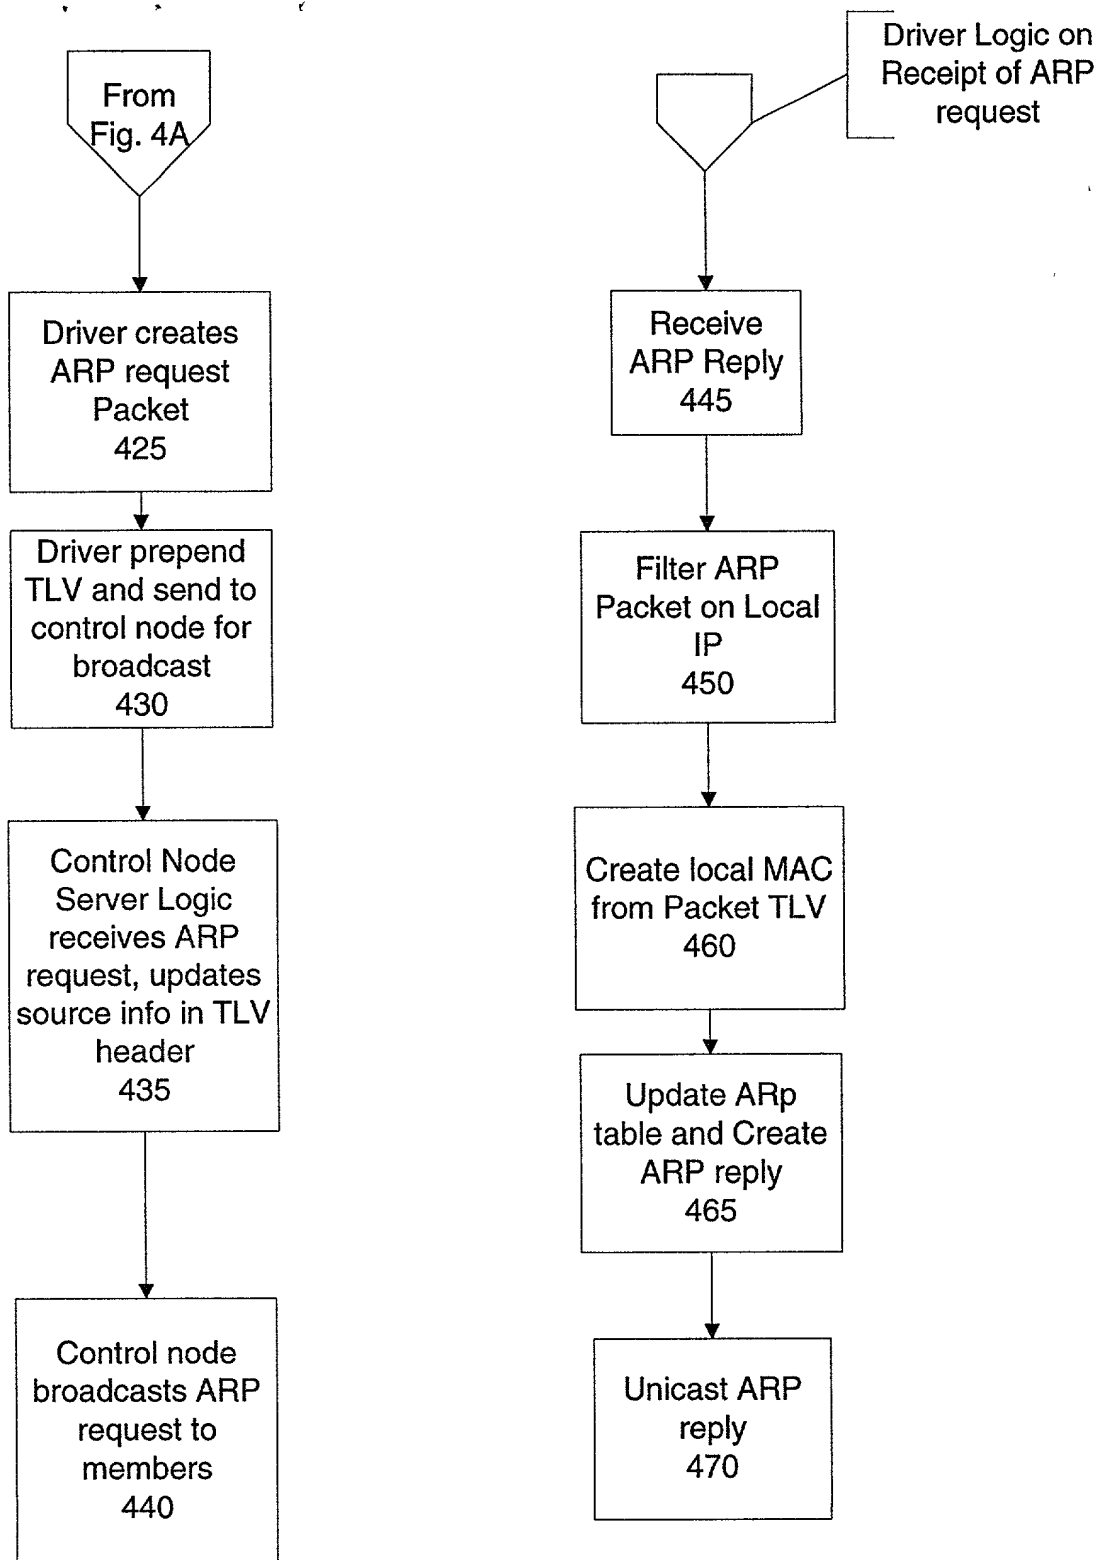 From
Fig. 4A
Driver creates
ARP request
Packet
425
Driver prepend
TLV and send to
control node for
broadcast
430
Control Node
Server Logic
receives ARP
request, updates
source info in TLV
header
435
Control node
broadcasts ARP
request to
members
440
Driver Logic on
Receipt of ARP
request
Receive
ARP Reply
445
Filter ARP
Packet on Local
IP
450
Create local MAC
from Packet TLV
460
Update ARp
table and Create
ARP reply
465
Unicast ARP
reply
470